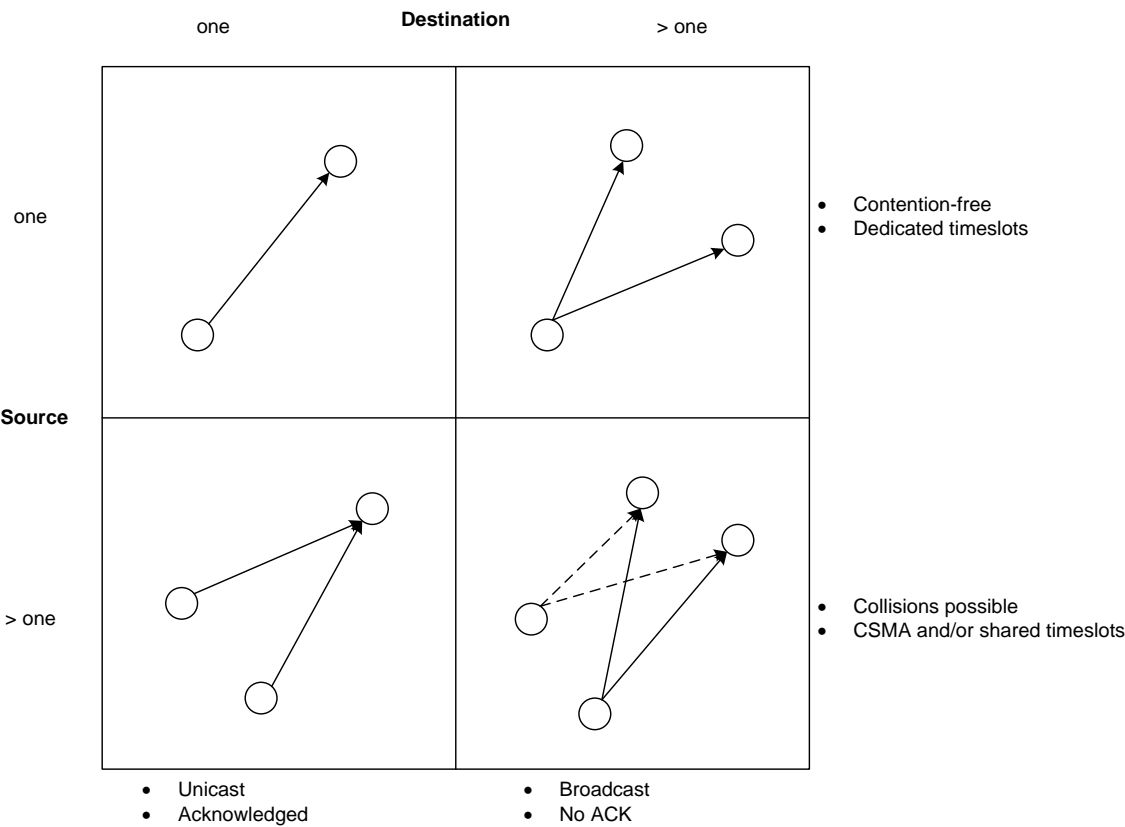 Destination
one
> one
one
• Contention-free
• Dedicated timeslots
Source
> one
• Collisions possible
• CSMA and/or shared timeslots
• Unicast
• Acknowledged
• Broadcast
• No ACK